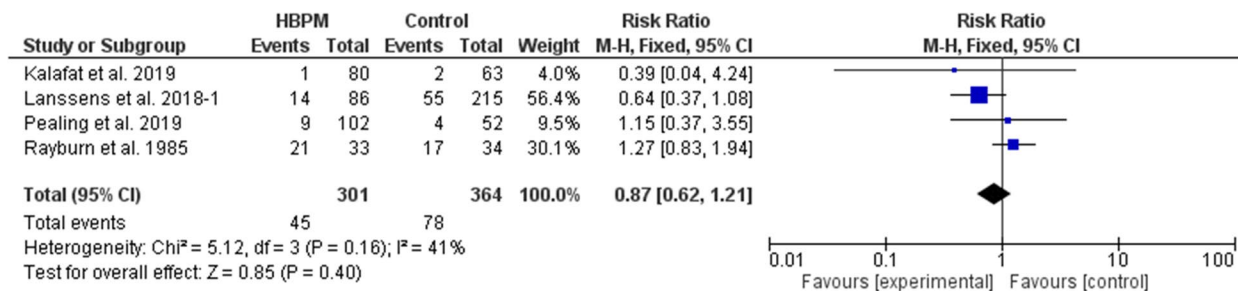 HBPM Control Risk Ratio Risk Ratio
Study or Subgroup Events Total Events Total Weight M-H, Fixed, 95% CI M-H, Fixed, 95% CI
Kalafat et al. 2019 1 80 2 63 4.0% 0.39 [0.04, 4.24]
Lanssens et al. 2018-1 14 86 55 215 56.4% 0.64 [0.37, 1.08]
Pealing et al. 2019 9 102 4 52 9.5% 1.15 [0.37, 3.55]
Rayburn et al. 1985 21 33 17 34 30.1% 1.27 [0.83, 1.94]
Total (95% CI) 301 364 100.0% 0.87 [0.62, 1.21]
Total events 45 78
Heterogeneity: Chi² = 5.12, df = 3 (P = 0.16); I² = 41%
Test for overall effect: Z = 0.85 (P = 0.40)
0.01 0.1 1 10 100
Favours [experimental] Favours [control]